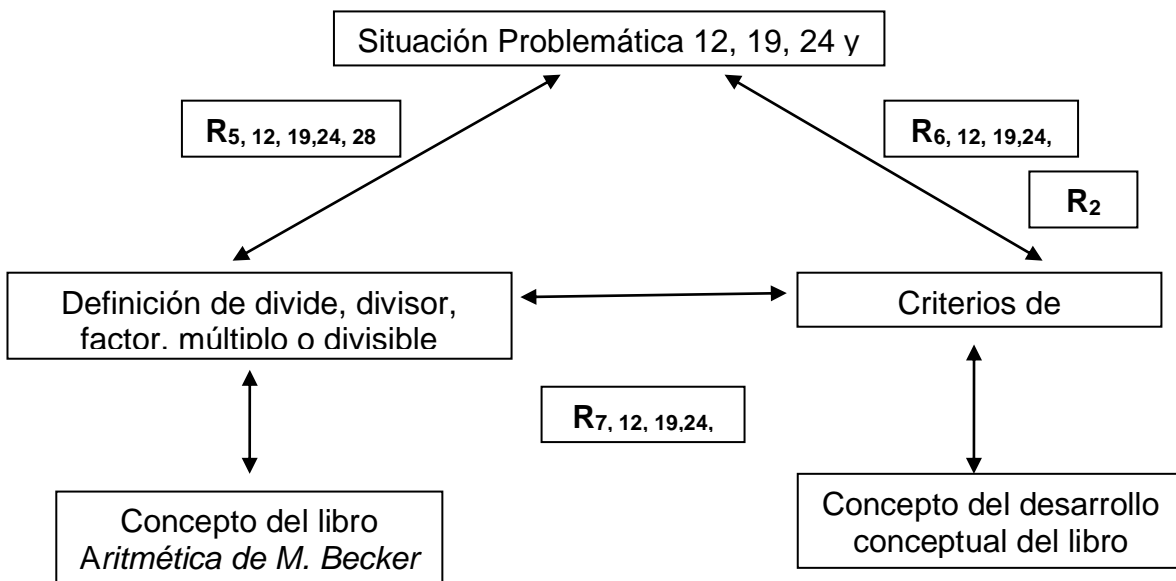 Situación Problemática 12, 19, 24 y
R5, 12, 19,24, 28
R6, 12, 19,24,
R2
Definición de divide, divisor,
factor, múltiplo o divisible
Criterios de
R7, 12, 19,24,
Concepto del libro
Aritmética de M. Becker
Concepto del desarrollo
conceptual del libro